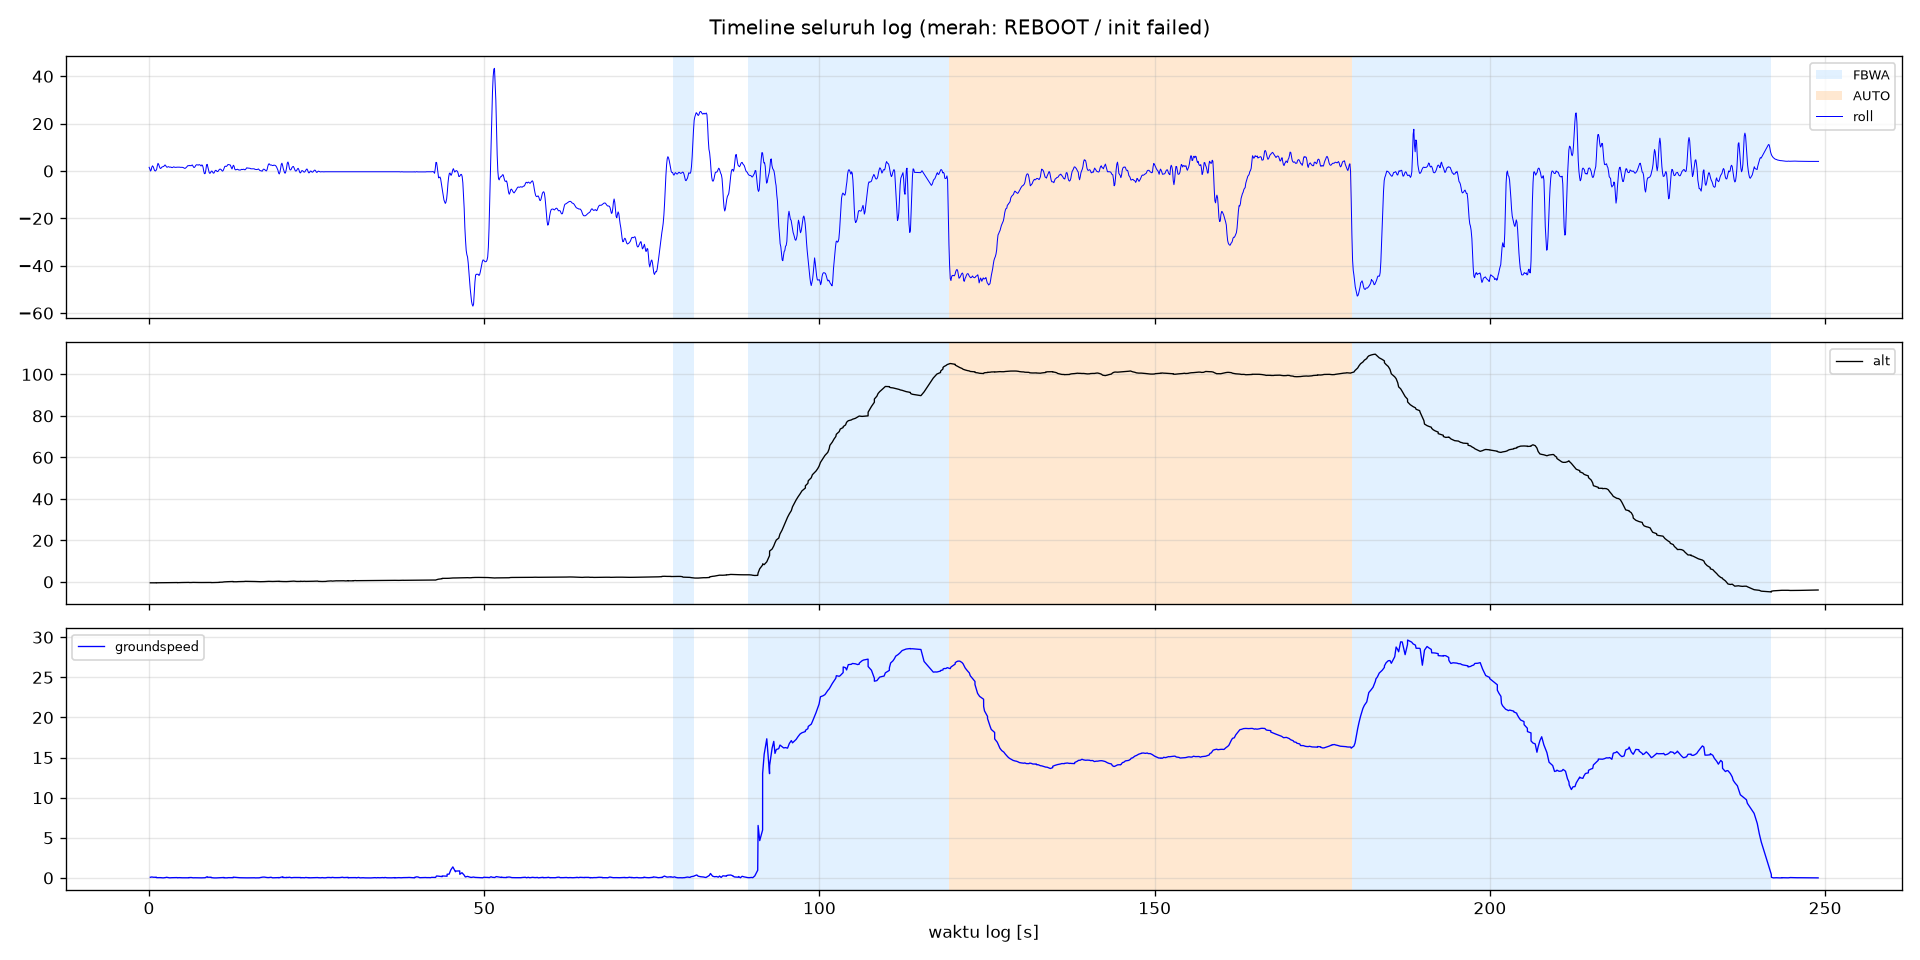 Timeline seluruh log (merah: REBOOT / init failed)
40
20
0
−20
−40
−60
FBWA
AUTO
roll
100
80
60
40
20
0
alt
30
25
20
15
10
5
0
groundspeed
0 50 100 150 200 250
waktu log [s]